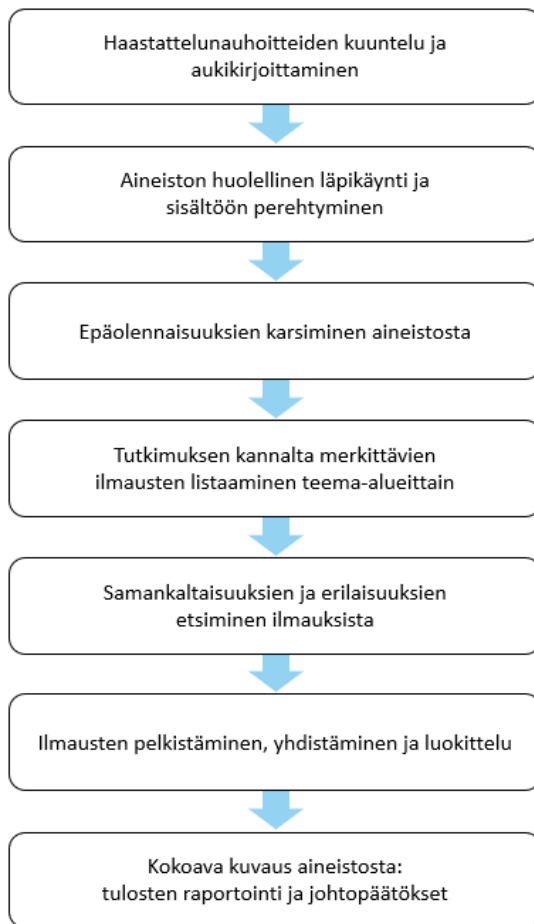 Haastattelunauhoitteiden kuuntelu ja
aukikirjoittaminen
Aineiston huolellinen läpikäynti ja
sisältöön perehtyminen
Epäolennaisuuksien karsiminen aineistosta
Tutkimuksen kannalta merkittävien
ilmausten listaaminen teema-alueittain
Samankaltaisuuksien ja erilaisuuksien
etsiminen ilmauksista
Ilmausten pelkistäminen, yhdistäminen ja luokittelu
Kokoava kuvaus aineistosta:
tulosten raportointi ja johtopäätökset